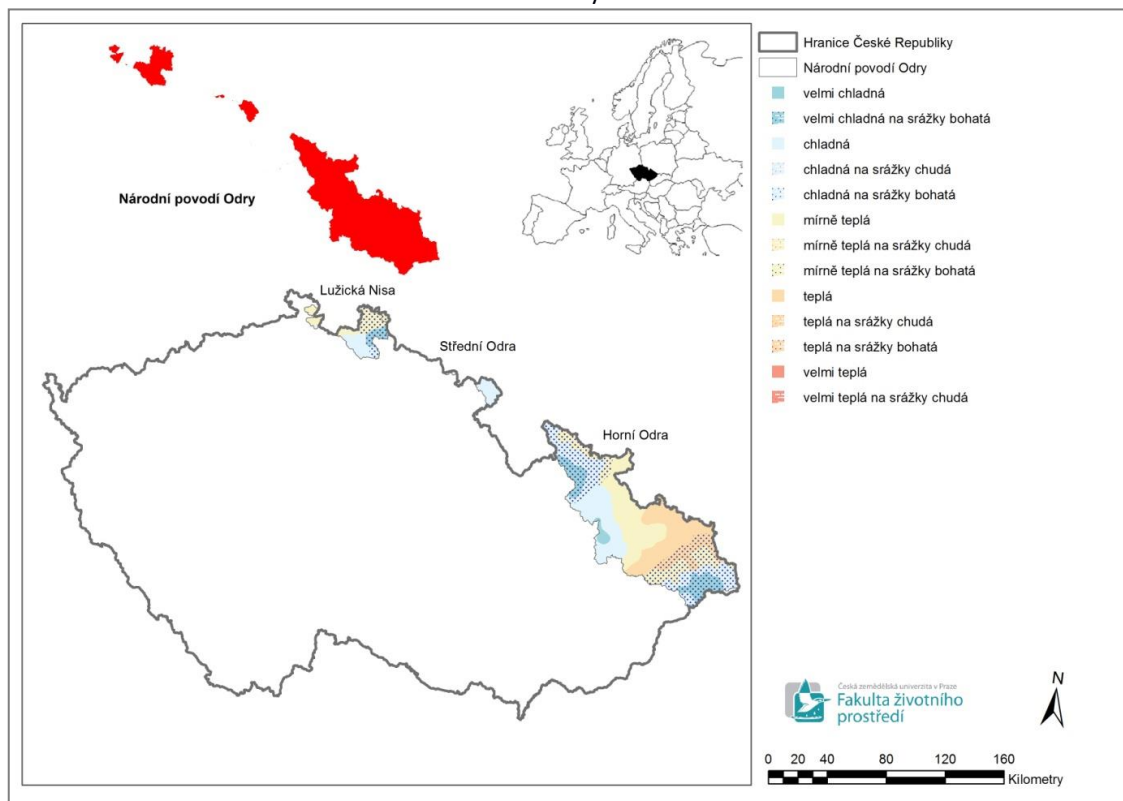 Národní povodí Odry
Lužická Nisa
Střední Odra
Horní Odra
Hranice České Republiky
Národní povodí Odry
velmi chladná
velmi chladná na srážky bohatá
chladná
chladná na srážky chudá
chladná na srážky bohatá
mírně teplá
mírně teplá na srážky chudá
mírně teplá na srážky bohatá
teplá
teplá na srážky chudá
teplá na srážky bohatá
velmi teplá
velmi teplá na srážky chudá
Česká zemědělská univerzita v Praze
Fakulta životního
prostředí
N
0 20 40 80 120 160
Kilometry